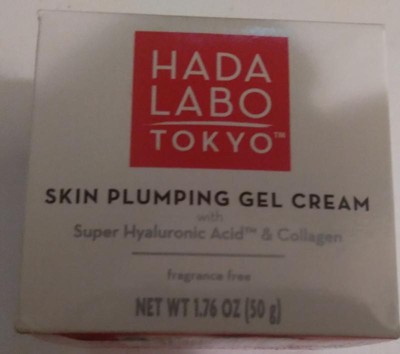 HADA
LABO
TOKYO™
SKIN PLUMPING GEL CREAM
with
Super Hyaluronic Acid™ & Collagen
fragrance free
NET WT 1.76 OZ (50 g)